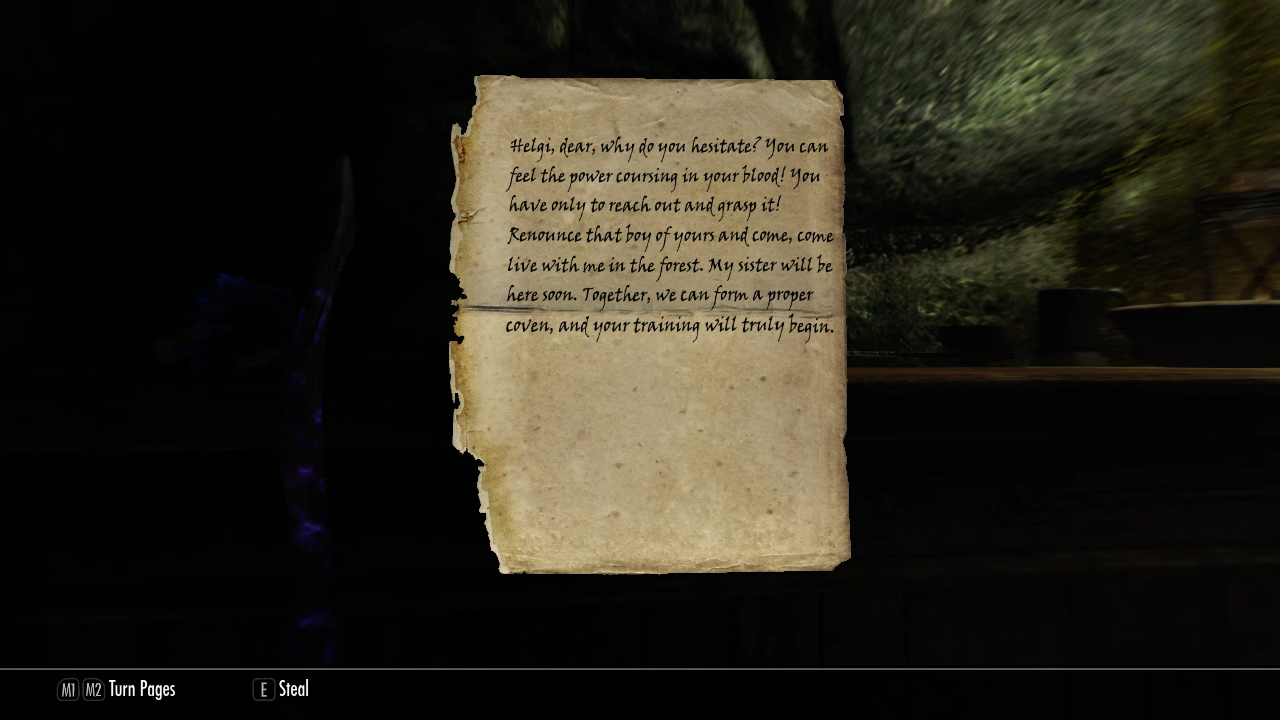 Helgi, dear, why do you hesitate? You can
feel the power coursing in your blood! You
have only to reach out and grasp it!
Renounce that boy of yours and come, come
live with me in the forest. My sister will be
here soon. Together, we can form a proper
coven, and your training will truly begin.
M1 M2 Turn Pages E Steal